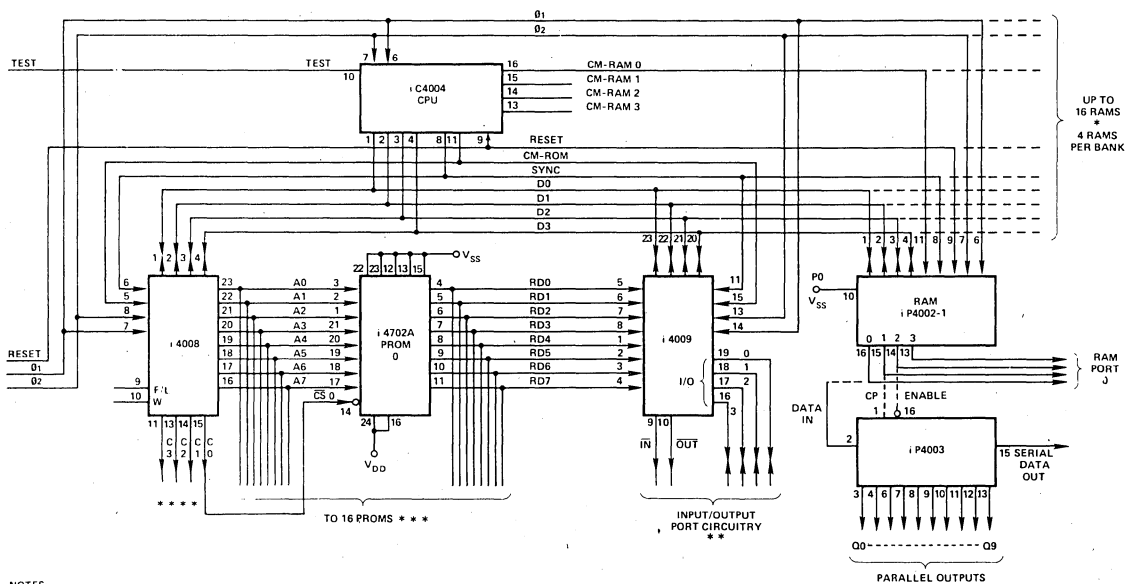 Ø1
Ø2
TEST
TEST
7
6
10
i C4004
CPU
16 CM-RAM 0
15 CM-RAM 1
14 CM-RAM 2
13 CM-RAM 3
1 2 3 4 8 11 9
UP TO
16 RAMS
*
4 RAMS
PER BANK
RESET
CM-ROM
SYNC
D0
D1
D2
D3
1 2 3 4
6
5
8
7
i 4008
RESET
Ø1
Ø2
9 F/L
10 W
11 13 14 15
C3 C2 C1 C0
* * * *
23 A0 3
22 A1 2
21 A2 1
20 A3 21
19 A4 20
18 A5 19
17 A6 18
16 A7 17
CS 0
14
22 23 12 13 15
VSS
i 4702A
PROM
0
24 16
VDD
TO 16 PROMS * * *
4 RD0 5
5 RD1 6
6 RD2 7
7 RD3 8
8 RD4 1
9 RD5 2
10 RD6 3
11 RD7 4
23 22 21 20
i 4009
11
15
13
14
I/O
19 0
18 1
17 2
16
3
9 10
IN OUT
INPUT/OUTPUT
PORT CIRCUITRY
* *
1 2 3 4 11 8 9 7 6
P0
VSS
10
RAM
i P4002-1
0 1 2 3
16 15 14 13
RAM
PORT
CP ENABLE
1 16
DATA
IN
2
i P4003
15 SERIAL
DATA
OUT
3 4 6 7 8 9 10 11 12 13
Q0 Q9
PARALLEL OUTPUTS
NOTES